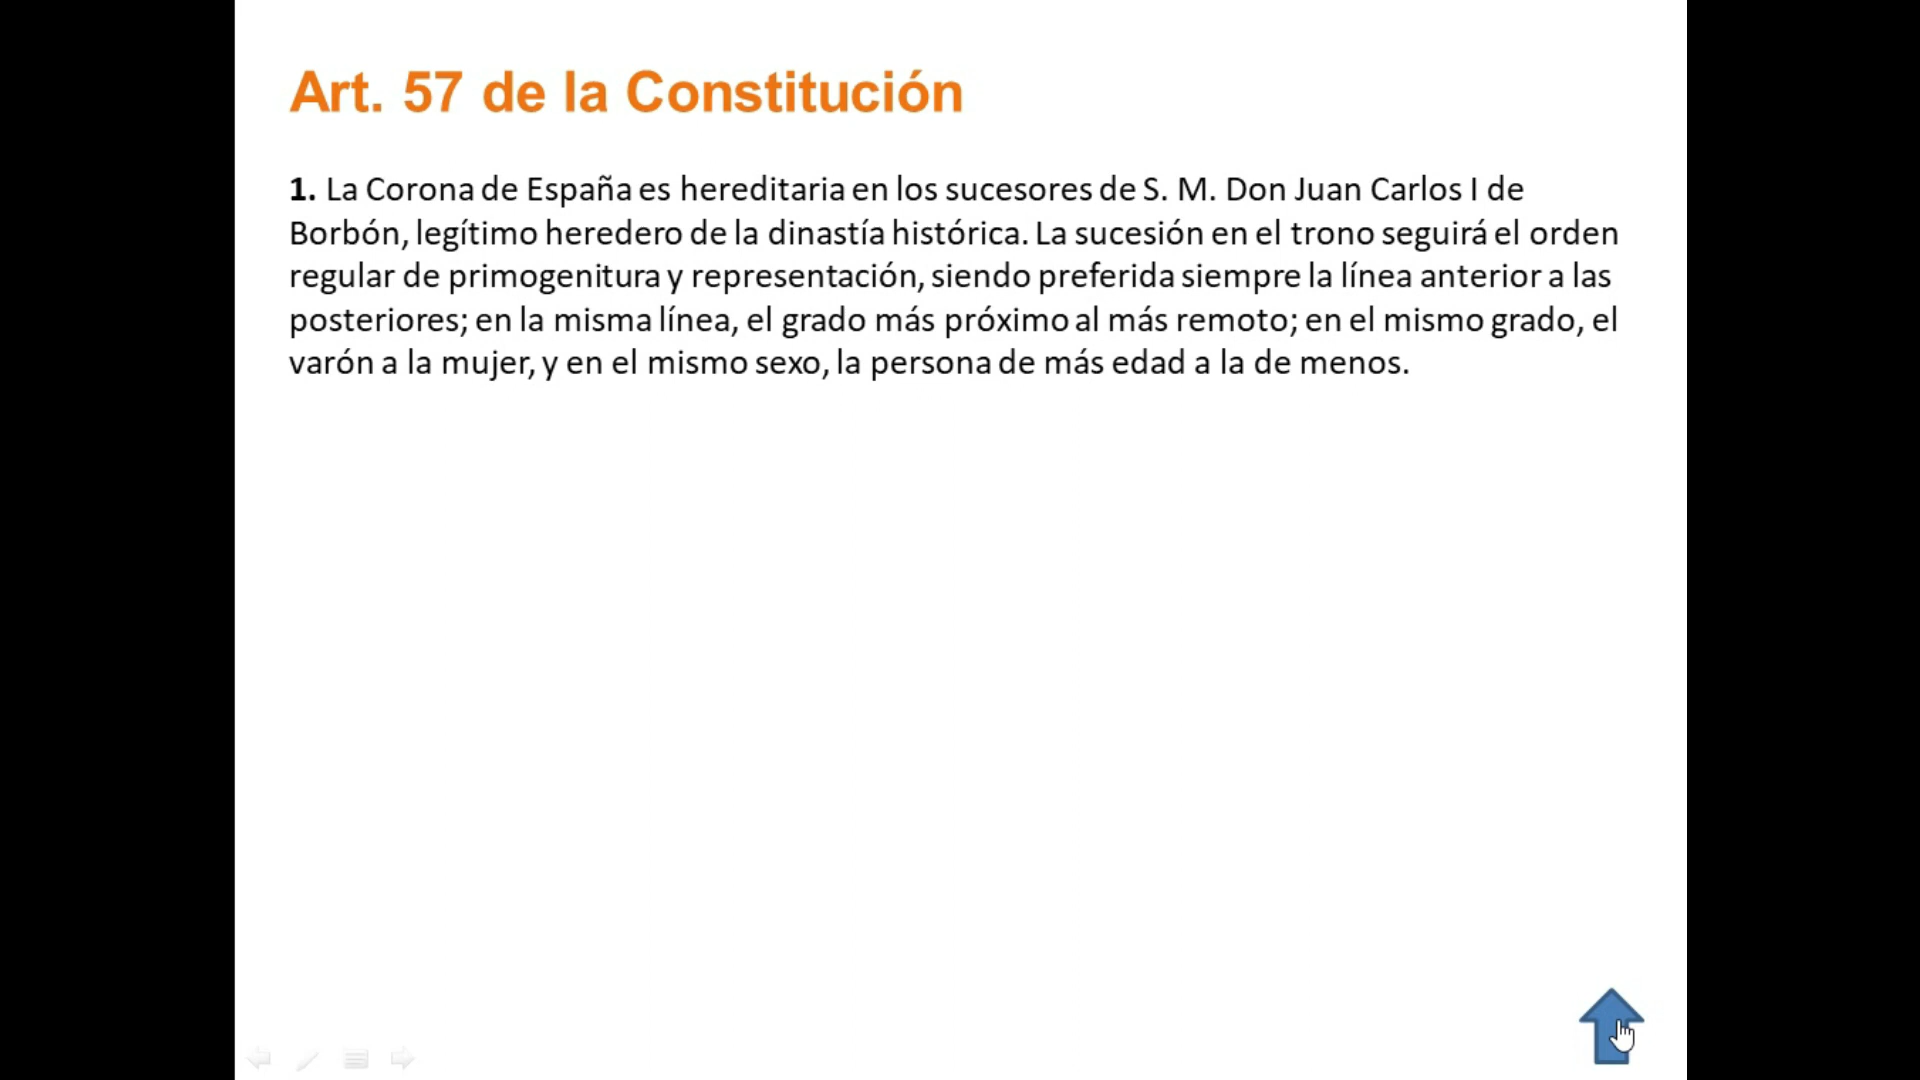 Art. 57 de la Constitución
1. La Corona de España es hereditaria en los sucesores de S. M. Don Juan Carlos I de
Borbón, legítimo heredero de la dinastía histórica. La sucesión en el trono seguirá el orden
regular de primogenitura y representación, siendo preferida siempre la línea anterior a las
posteriores; en la misma línea, el grado más próximo al más remoto; en el mismo grado, el
varón a la mujer, y en el mismo sexo, la persona de más edad a la de menos.